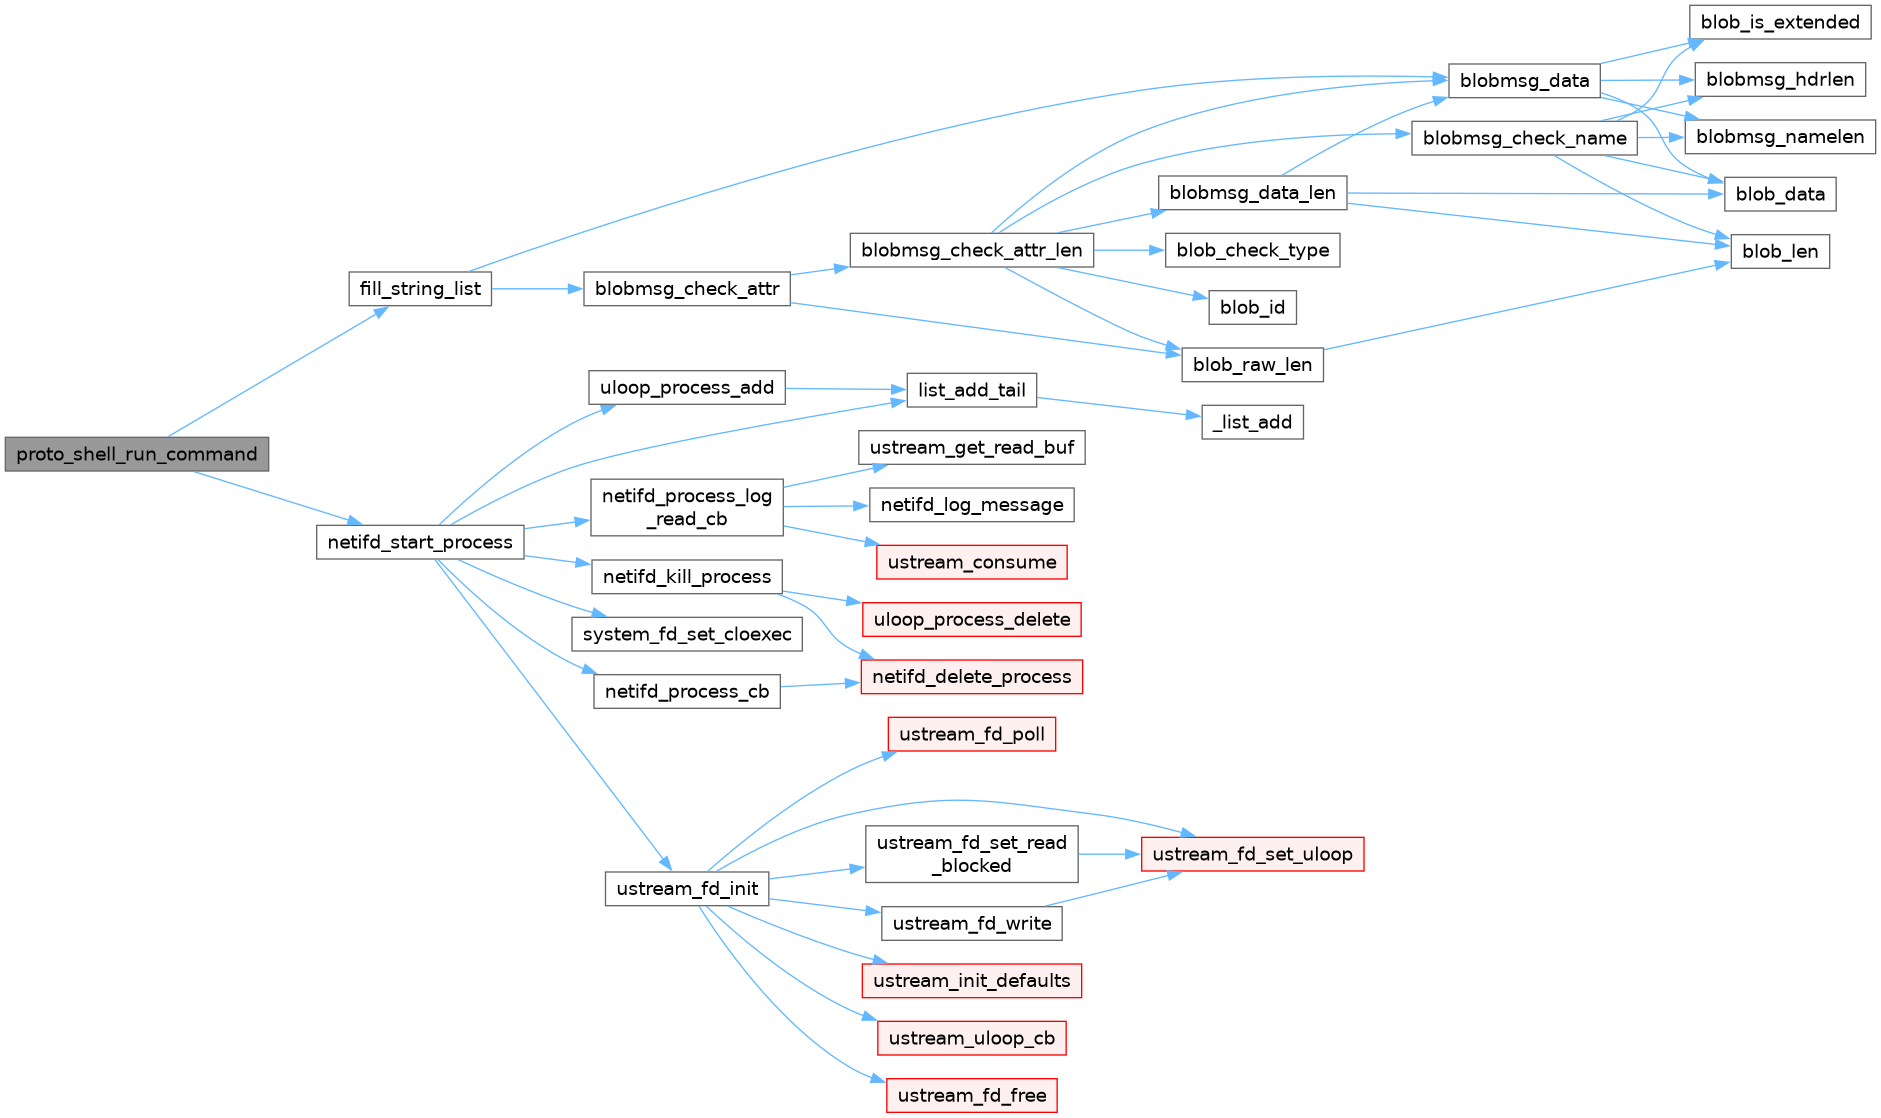 blob_is_extended
blobmsg_data
blobmsg_hdrlen
blobmsg_check_name
blobmsg_namelen
blobmsg_data_len
blob_data
blobmsg_check_attr_len
blob_check_type
blob_len
fill_string_list
blobmsg_check_attr
blob_id
blob_raw_len
uloop_process_add
list_add_tail
_list_add
proto_shell_run_command
ustream_get_read_buf
netifd_process_log
_read_cb
netifd_log_message
netifd_start_process
ustream_consume
netifd_kill_process
uloop_process_delete
system_fd_set_cloexec
netifd_delete_process
netifd_process_cb
ustream_fd_poll
ustream_fd_set_read
_blocked
ustream_fd_set_uloop
ustream_fd_init
ustream_fd_write
ustream_init_defaults
ustream_uloop_cb
ustream_fd_free